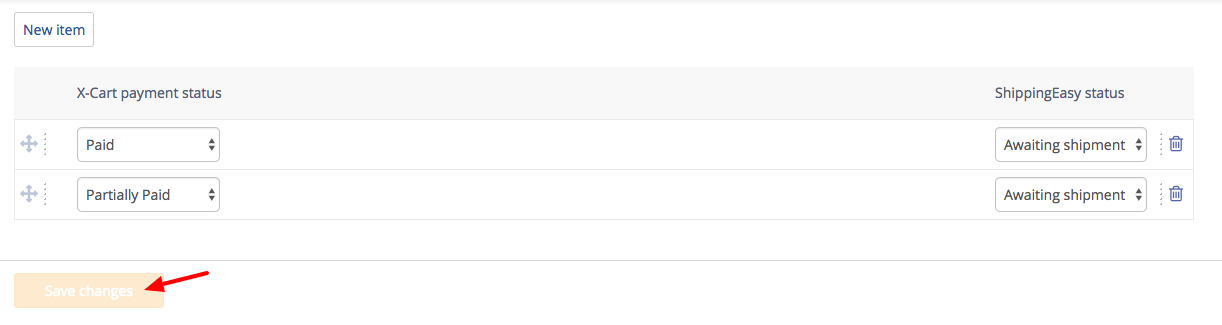 New item
X-Cart payment status ShippingEasy status
Paid Awaiting shipment
Partially Paid Awaiting shipment
Save changes